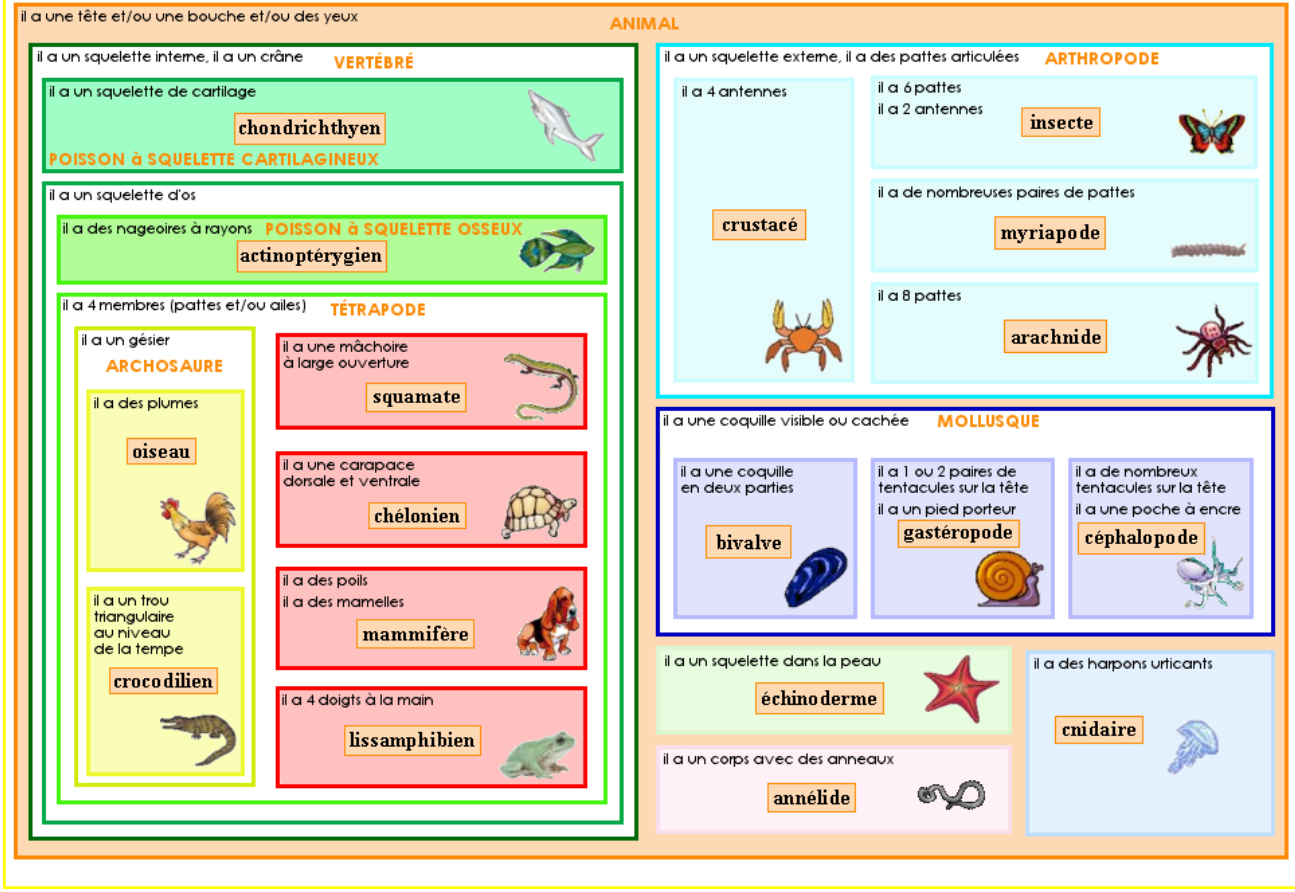 il a une tête et/ou une bouche et/ou des yeux
ANIMAL
il a un squelette interne, il a un crâne
VERTÉBRÉ
il a un squelette de cartilage
chondrichthyen
POISSON à SQUELETTE CARTILAGINEUX
il a un squelette d'os
il a des nageoires à rayons
POISSON à SQUELETTE OSSEUX
actinoptérygien
il a 4 membres (pattes et/ou ailes)
TÉTRAPODE
il a un gésier
ARCHOSAURE
il a des plumes
oiseau
il a un trou
triangulaire
au niveau
de la tempe
crocodilien
il a une mâchoire
à large ouverture
squamate
il a une carapace
dorsale et ventrale
chélonien
il a des poils
il a des mamelles
mammifère
il a 4 doigts à la main
lissamphibien
il a un squelette externe, il a des pattes articulées
ARTHROPODE
il a 4 antennes
crustacé
il a 6 pattes
il a 2 antennes
insecte
il a de nombreuses paires de pattes
myriapode
il a 8 pattes
arachnide
il a une coquille visible ou cachée
MOLLUSQUE
il a une coquille
en deux parties
bivalve
il a 1 ou 2 paires de
tentacules sur la tête
il a un pied porteur
gastéropode
il a de nombreux
tentacules sur la tête
il a une poche à encre
céphalopode
il a un squelette dans la peau
échinoderme
il a un corps avec des anneaux
annélide
il a des harpons urticants
cnidaire